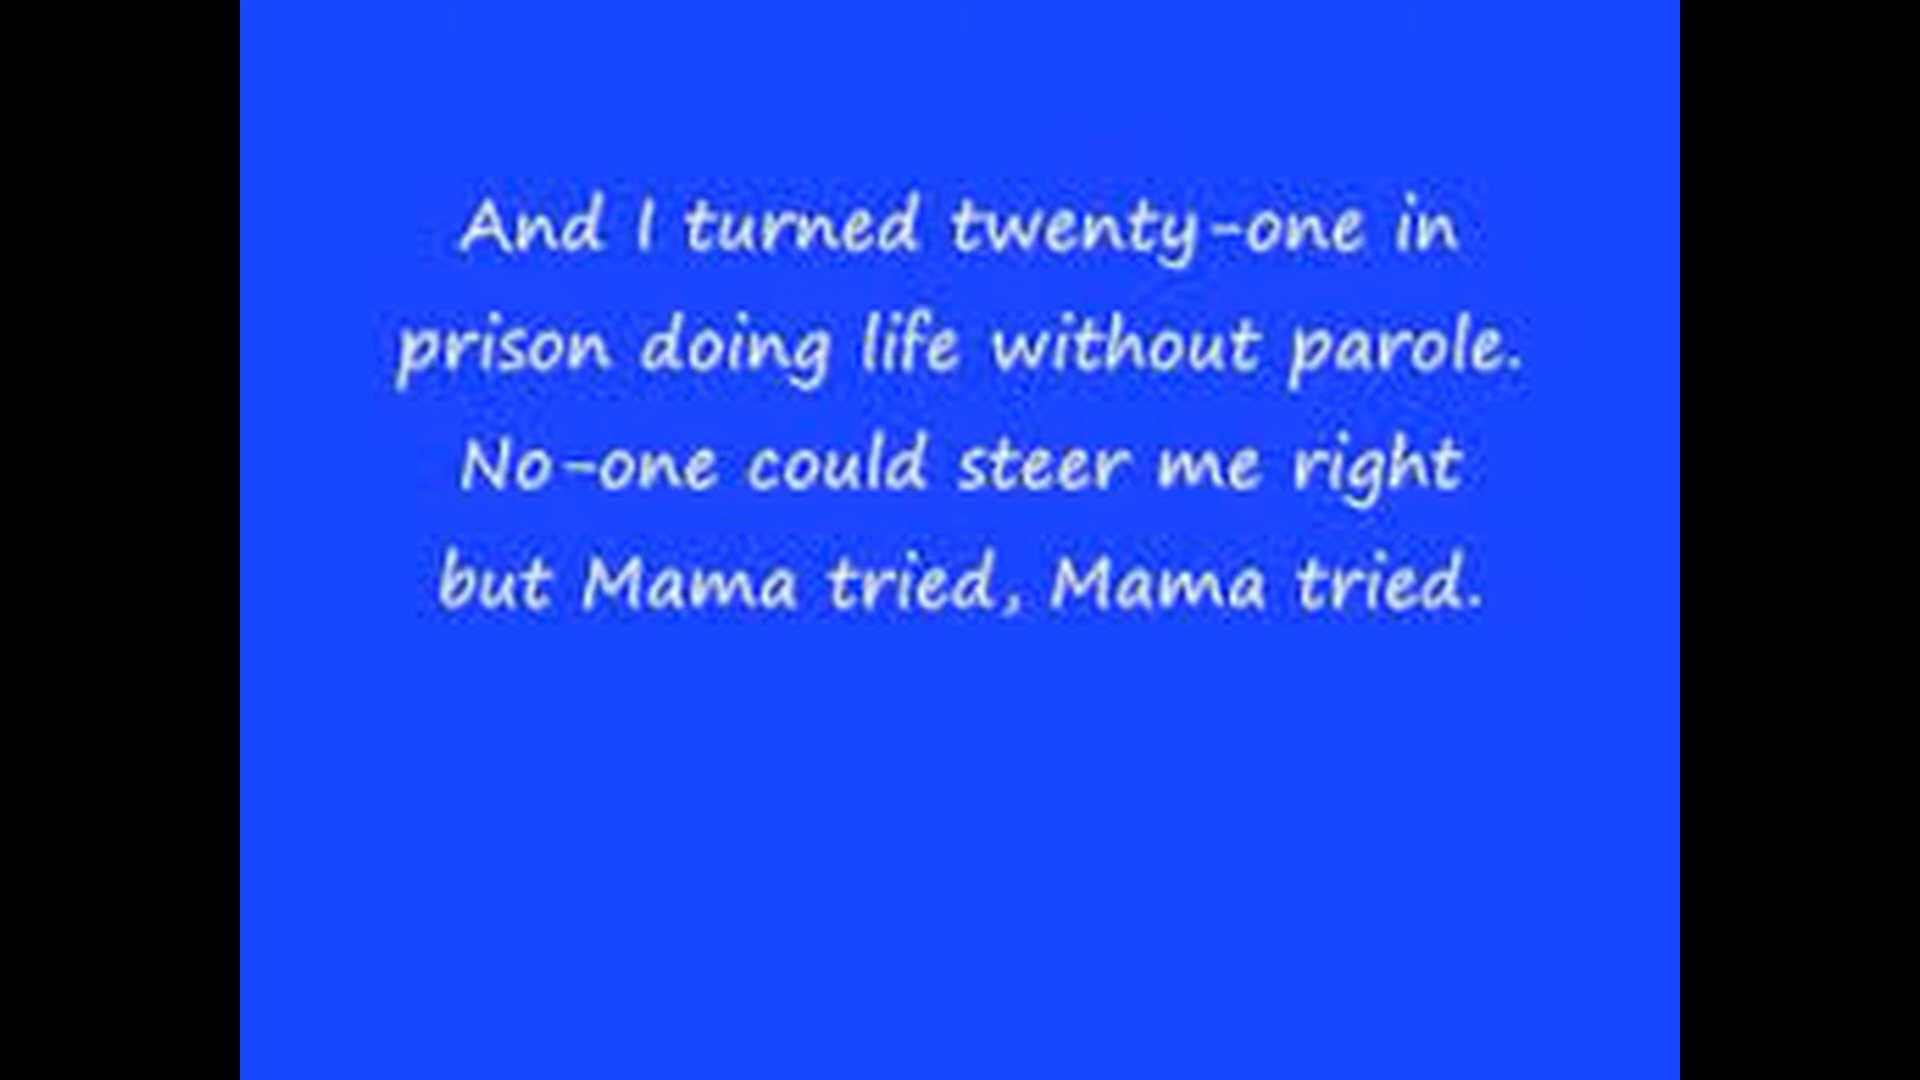 And I turned twenty-one in
prison doing life without parole.
No-one could steer me right
but Mama tried, Mama tried.